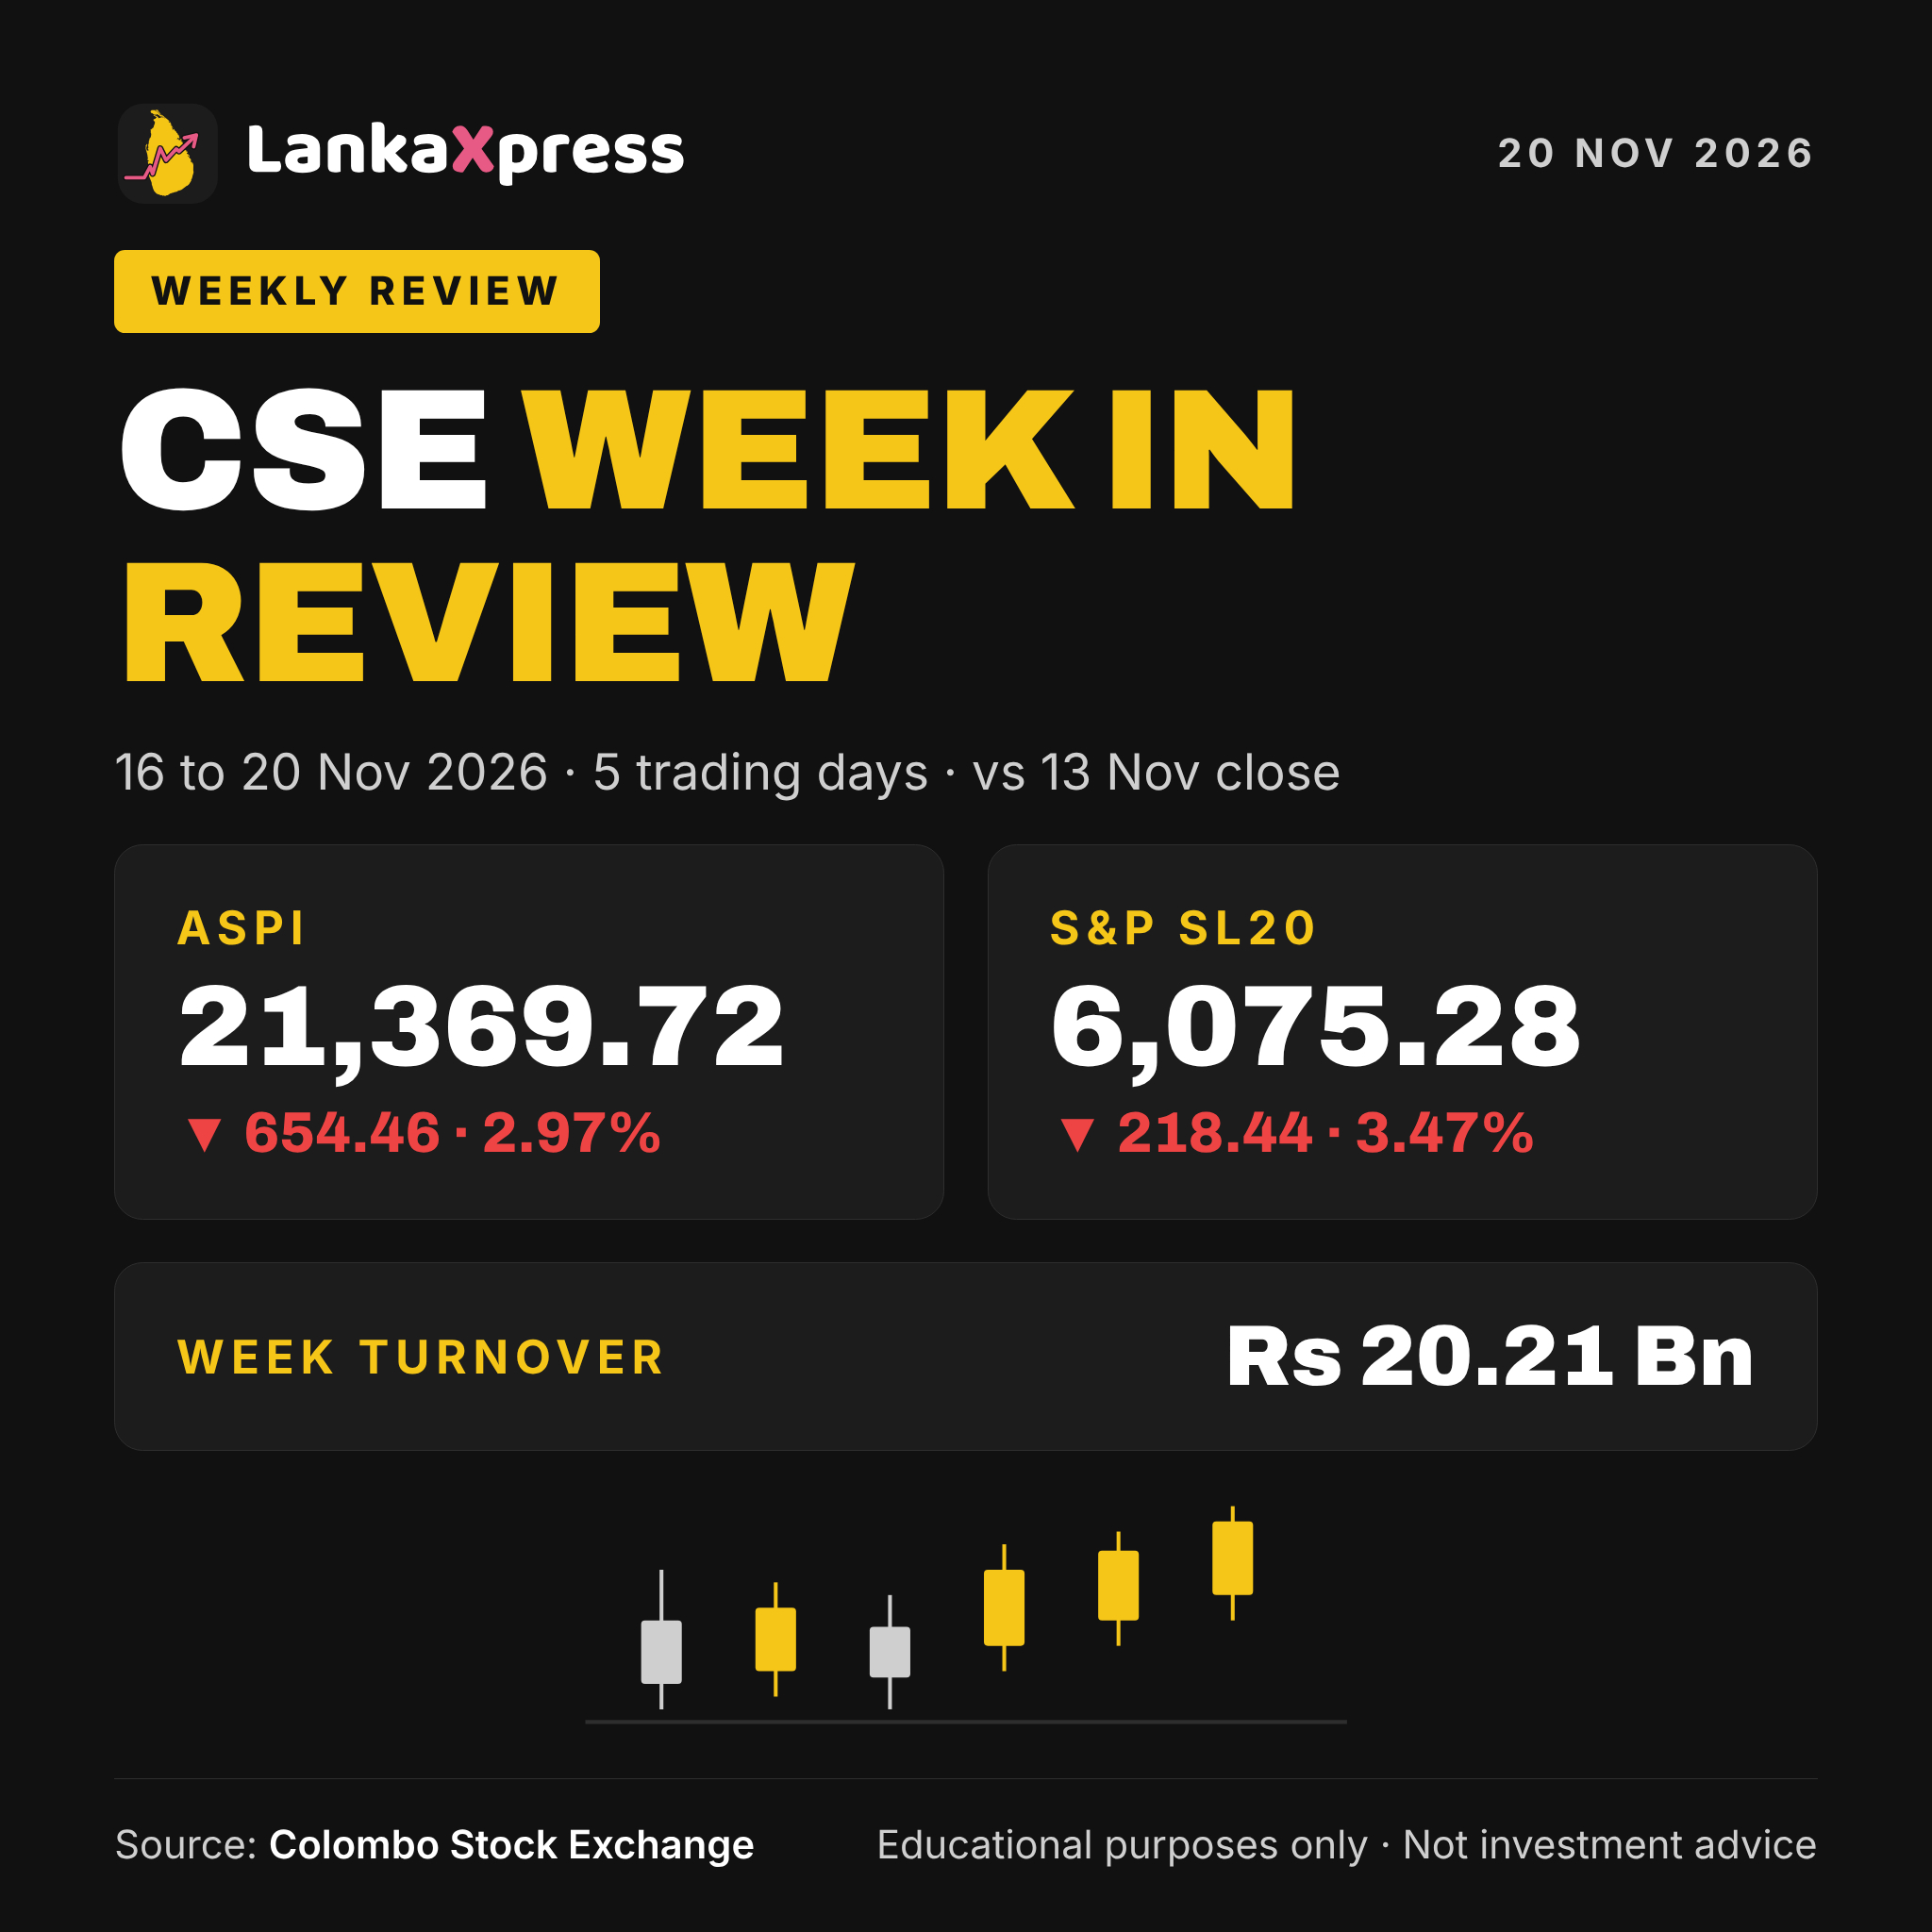 LankaXpress
20 NOV 2026
WEEKLY REVIEW
CSE WEEK IN
REVIEW
16 to 20 Nov 2026 · 5 trading days · vs 13 Nov close
ASPI
21,369.72
▼ 654.46 · 2.97%
S&P SL20
6,075.28
▼ 218.44 · 3.47%
WEEK TURNOVER
Rs 20.21 Bn
Source: Colombo Stock Exchange
Educational purposes only · Not investment advice